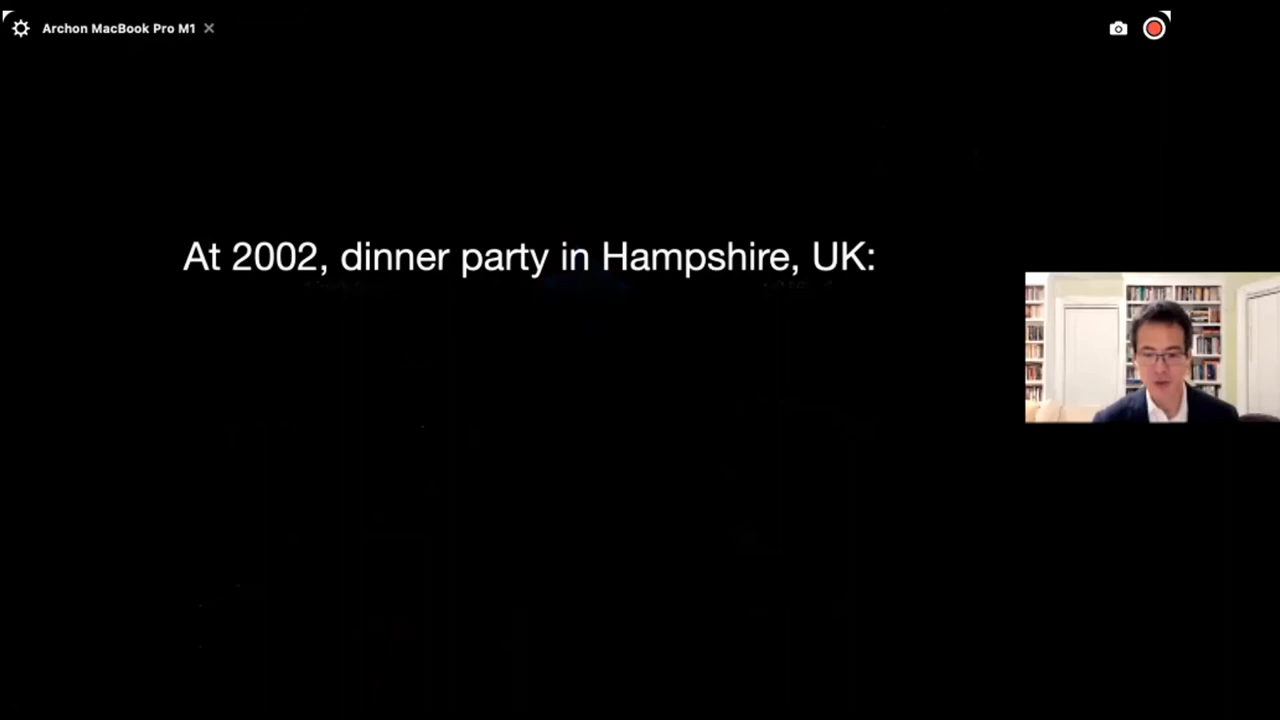 Archon MacBook Pro M1
At 2002, dinner party in Hampshire, UK: